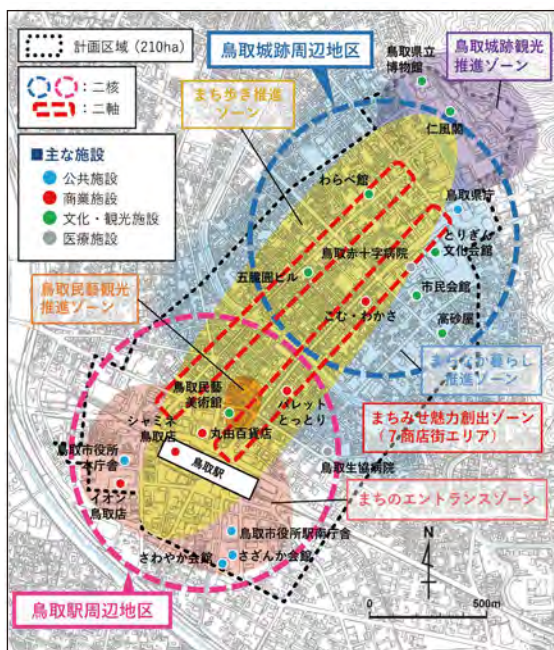 計画区域（210ha）
：二核
：二軸
■主な施設
公共施設
商業施設
文化・観光施設
医療施設
鳥取城跡周辺地区
まち歩き推進
ゾーン
鳥取県立
博物館
鳥取城跡観光
推進ゾーン
仁風閣
わらべ館
鳥取県庁
とりぎん
文化会館
鳥取赤十字病院
五臓圓ビル
市民会館
こむ・わかさ
高砂屋
鳥取民藝観光
推進ゾーン
まちなか暮らし
推進ゾーン
鳥取民藝
美術館
パレット
とっとり
まちみせ魅力創出ゾーン
（7商店街エリア）
シャミネ
鳥取店
丸由百貨店
鳥取市役所
本庁舎
鳥取駅
鳥取生協病院
イオン
鳥取店
まちのエントランスゾーン
鳥取市役所駅南庁舎
さわやか会館
さざんか会館
鳥取駅周辺地区
N
0
500m